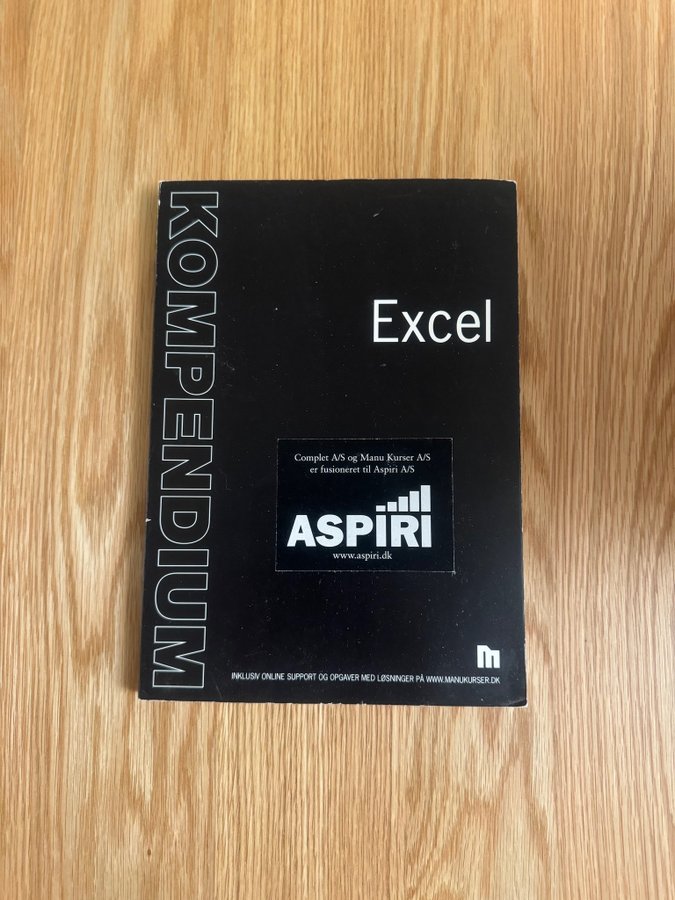 KOMPENDIUM
Excel
Complet A/S og Manu Kurser A/S
er fusioneret til Aspiri A/S
ASPIRI
www.aspiri.dk
m
INKLUSIV ONLINE SUPPORT OG OPGAVER MED LØSNINGER PÅ WWW.MANUKURSER.DK